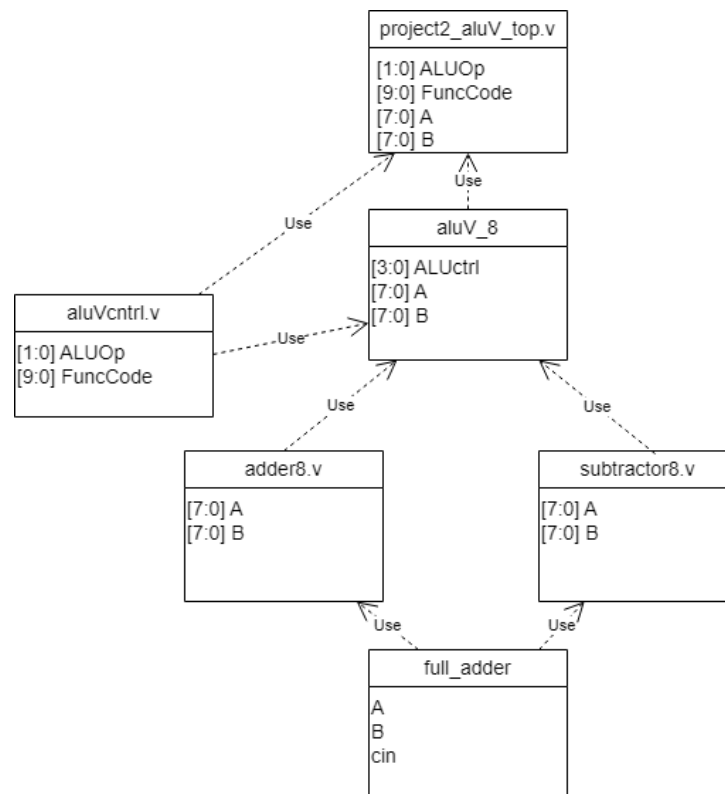 project2_aluV_top.v
[1:0] ALUOp
[9:0] FuncCode
[7:0] A
[7:0] B
Use
Use
aluV_8
[3:0] ALUctrl
[7:0] A
[7:0] B
aluVcntrl.v
[1:0] ALUOp
[9:0] FuncCode
Use
Use
Use
adder8.v
[7:0] A
[7:0] B
subtractor8.v
[7:0] A
[7:0] B
Use
Use
full_adder
A
B
cin